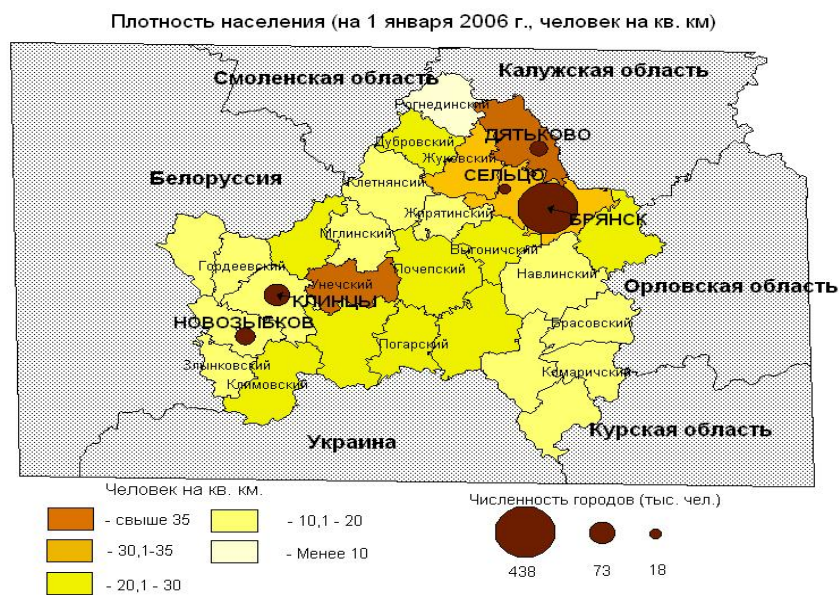 Плотность населения (на 1 января 2006 г., человек на кв. км)
Смоленская область
Калужская область
Рогнединский
ДЯТЬКОВО
Дубровский
Жуковский
СЕЛЬЦО
Белоруссия
Клетнянский
Жирятинский
БРЯНСК
Мглинский
Выгоничский
Гордеевский
Почепский
Навлинский
Унечский
Орловская область
КЛИНЦЫ
НОВОЗЫБКОВ
Брасовский
Погарский
Злынковский
Комаричский
Климовский
Украина
Курская область
Человек на кв. км.
Численность городов (тыс. чел.)
- свыше 35
- 10,1 - 20
- 30,1-35
- Менее 10
- 20,1 - 30
438
73
18